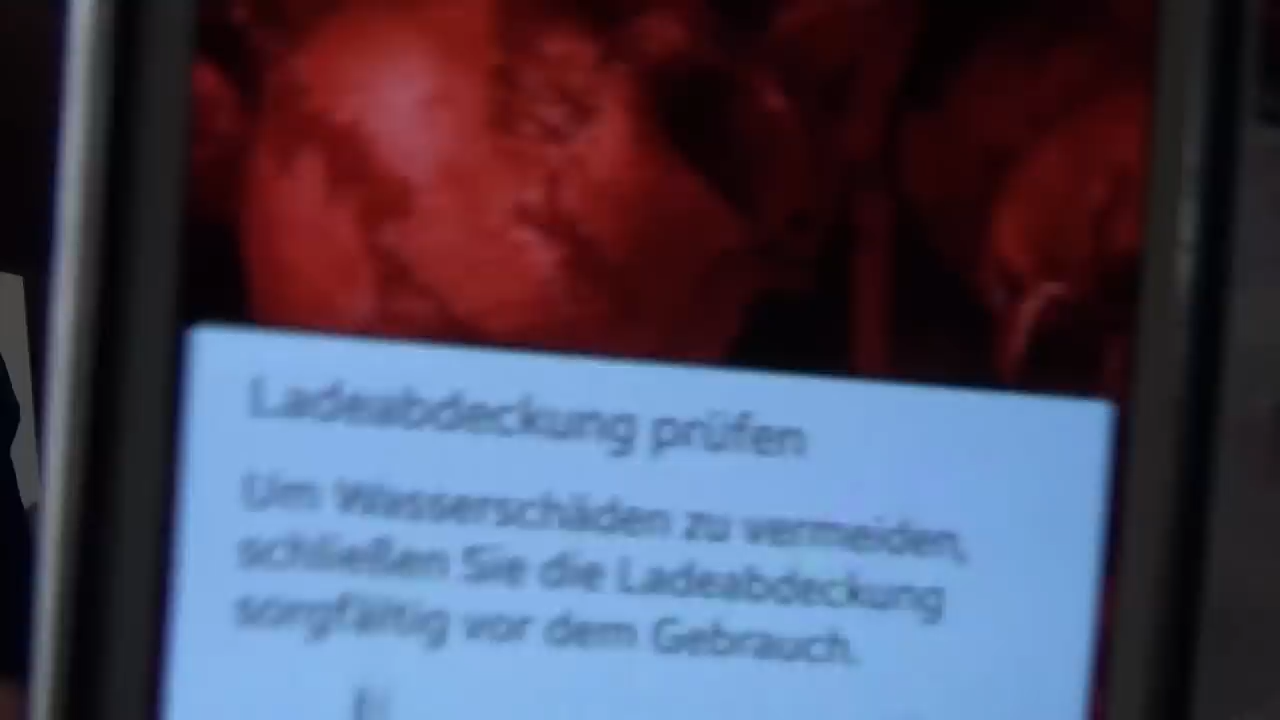 Ladeabdeckung prüfen
Um Wasserschäden zu vermeiden,
schließen Sie die Ladeabdeckung
sorgfältig vor dem Gebrauch.